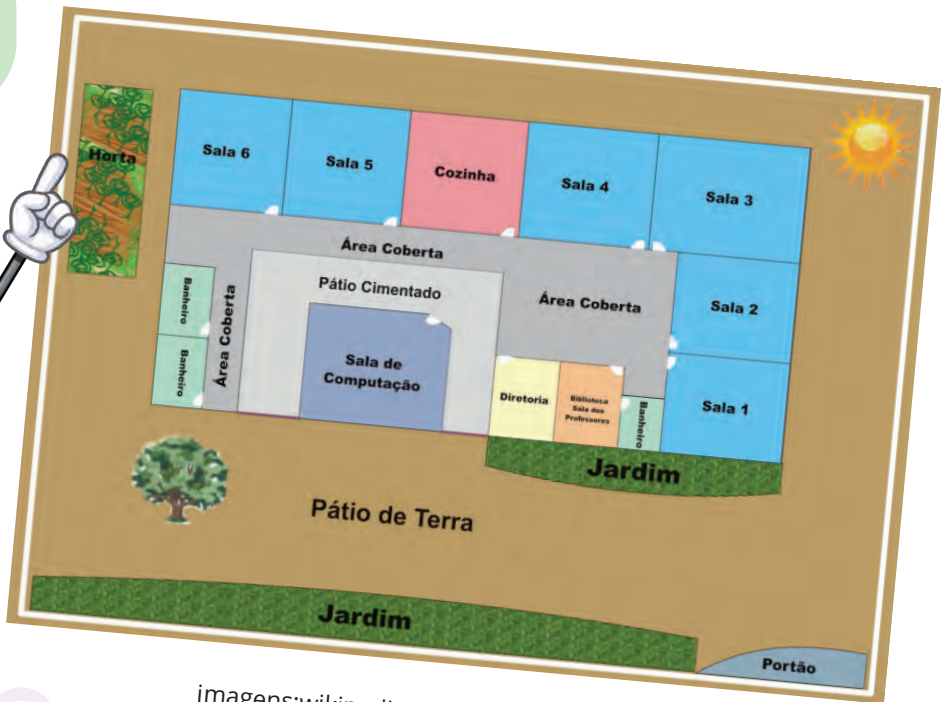 Horta
Sala 6
Sala 5
Cozinha
Sala 4
Sala 3
Área Coberta
Pátio Cimentado
Área Coberta
Sala 2
Banheiro
Área Coberta
Sala de
Computação
Banheiro
Diretoria
Biblioteca
Sala dos
Professores
Banheiro
Sala 1
Jardim
Pátio de Terra
Jardim
Portão